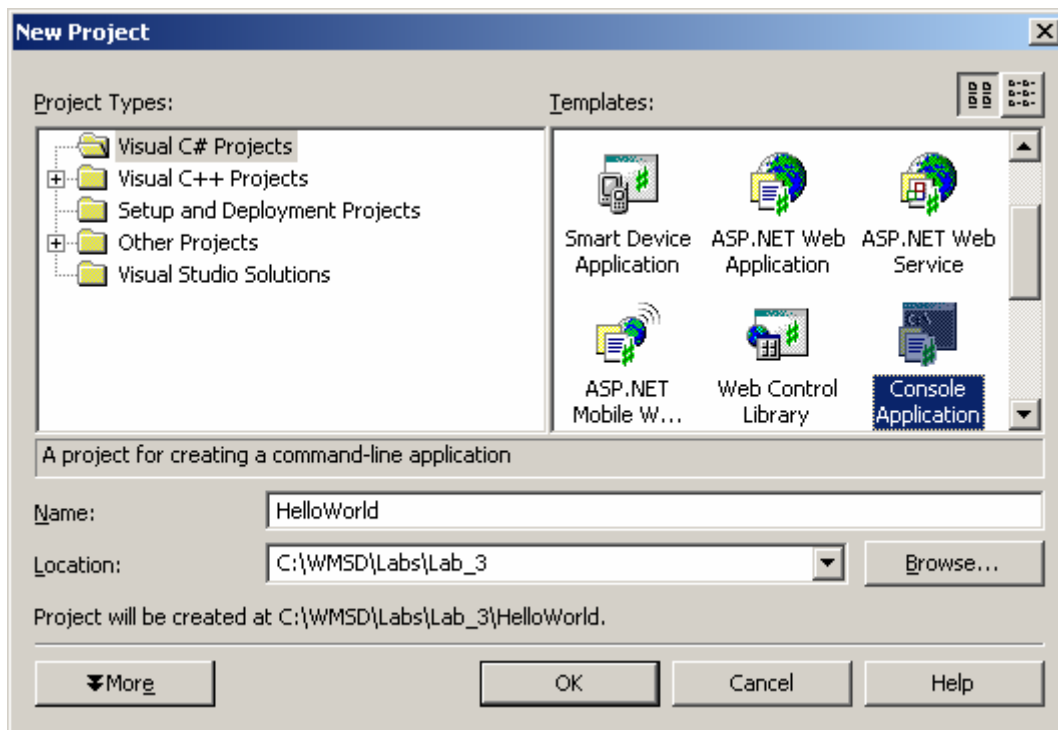 New Project
Project Types:
Templates:
Visual C# Projects
Visual C++ Projects
Setup and Deployment Projects
Other Projects
Visual Studio Solutions
Smart Device
Application
ASP.NET Web
Application
ASP.NET Web
Service
ASP.NET
Mobile W...
Web Control
Library
Console
Application
A project for creating a command-line application
Name:
HelloWorld
Location:
C:\WMSD\Labs\Lab_3
Browse...
Project will be created at C:\WMSD\Labs\Lab_3\HelloWorld.
More
OK
Cancel
Help